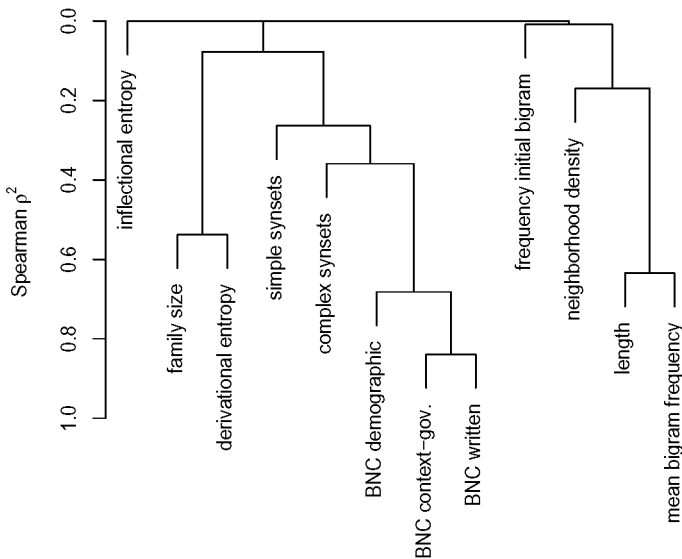 Spearman ρ2
0.0
0.2
0.4
0.6
0.8
1.0
inflectional entropy
family size
derivational entropy
simple synsets
complex synsets
BNC demographic
BNC context−gov.
BNC written
frequency initial bigram
neighborhood density
length
mean bigram frequency